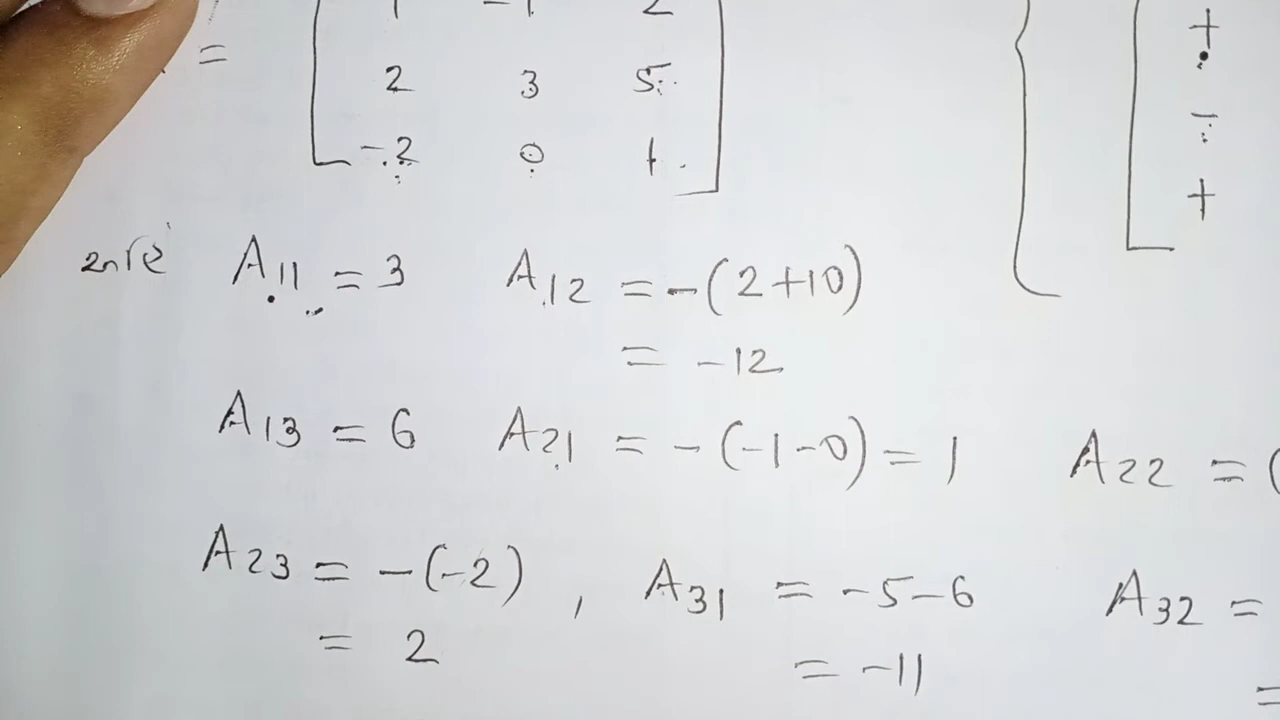 1 -1 2 +
= 2 3 5 -
-2 0 1 +
A11 = 3 A12 = -(2+10)
= -12
A13 = 6 A21 = -(-1-0) = 1 A22 = (
A23 = -(-2) , A31 = -5-6 A32 =
= 2 = -11 =